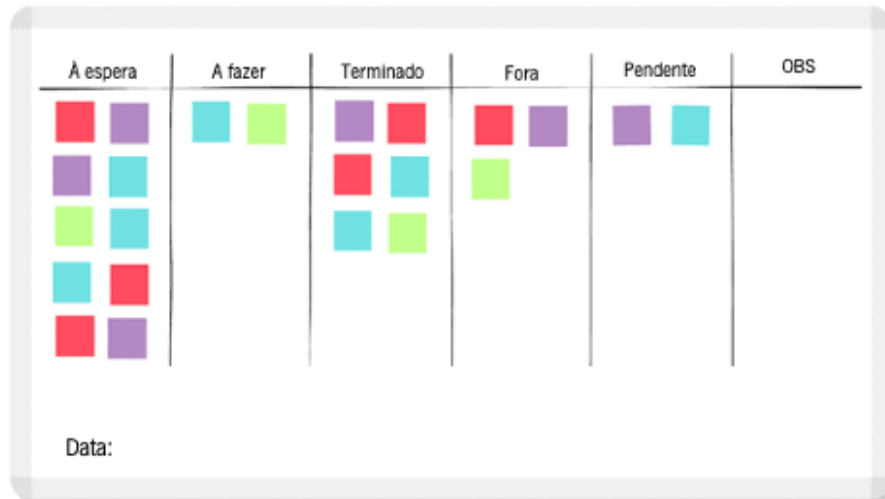 À espera
A fazer
Terminado
Fora
Pendente
OBS
Data: